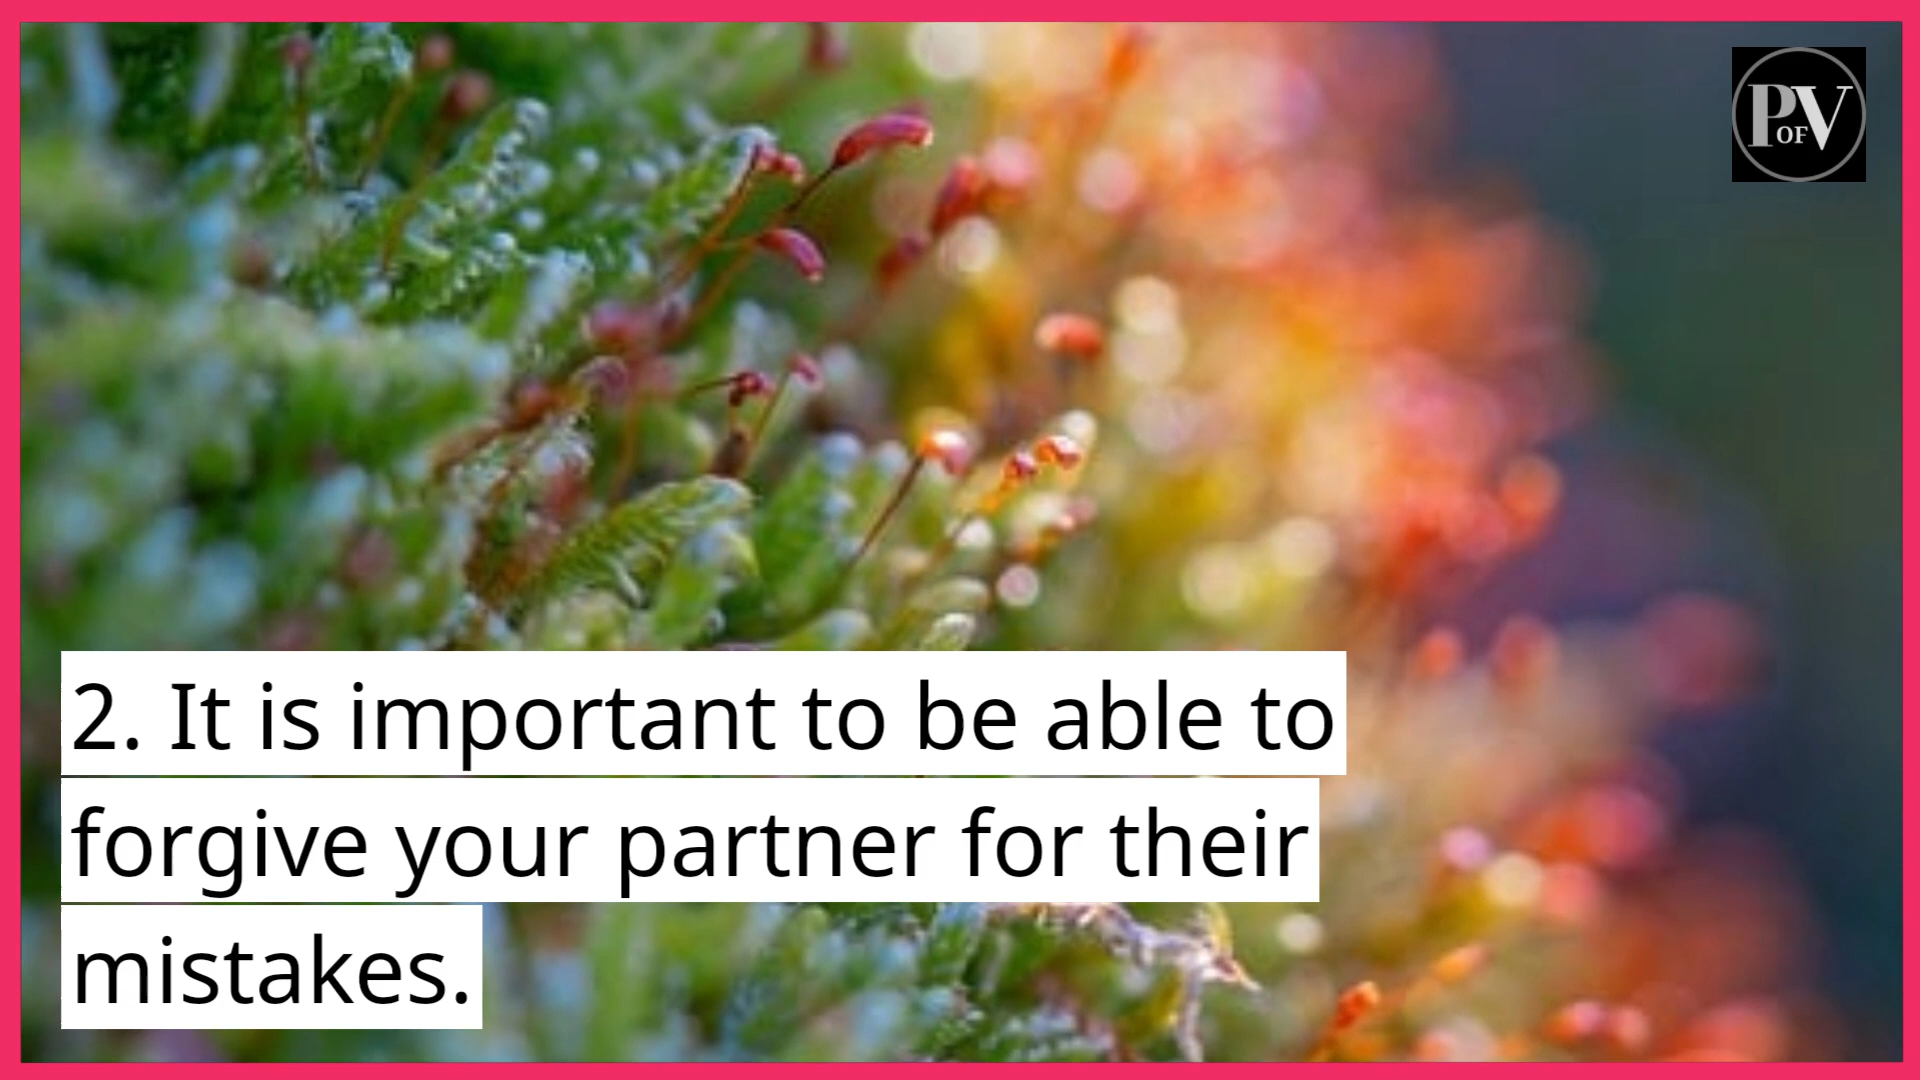 P OF V
2. It is important to be able to
forgive your partner for their
mistakes.